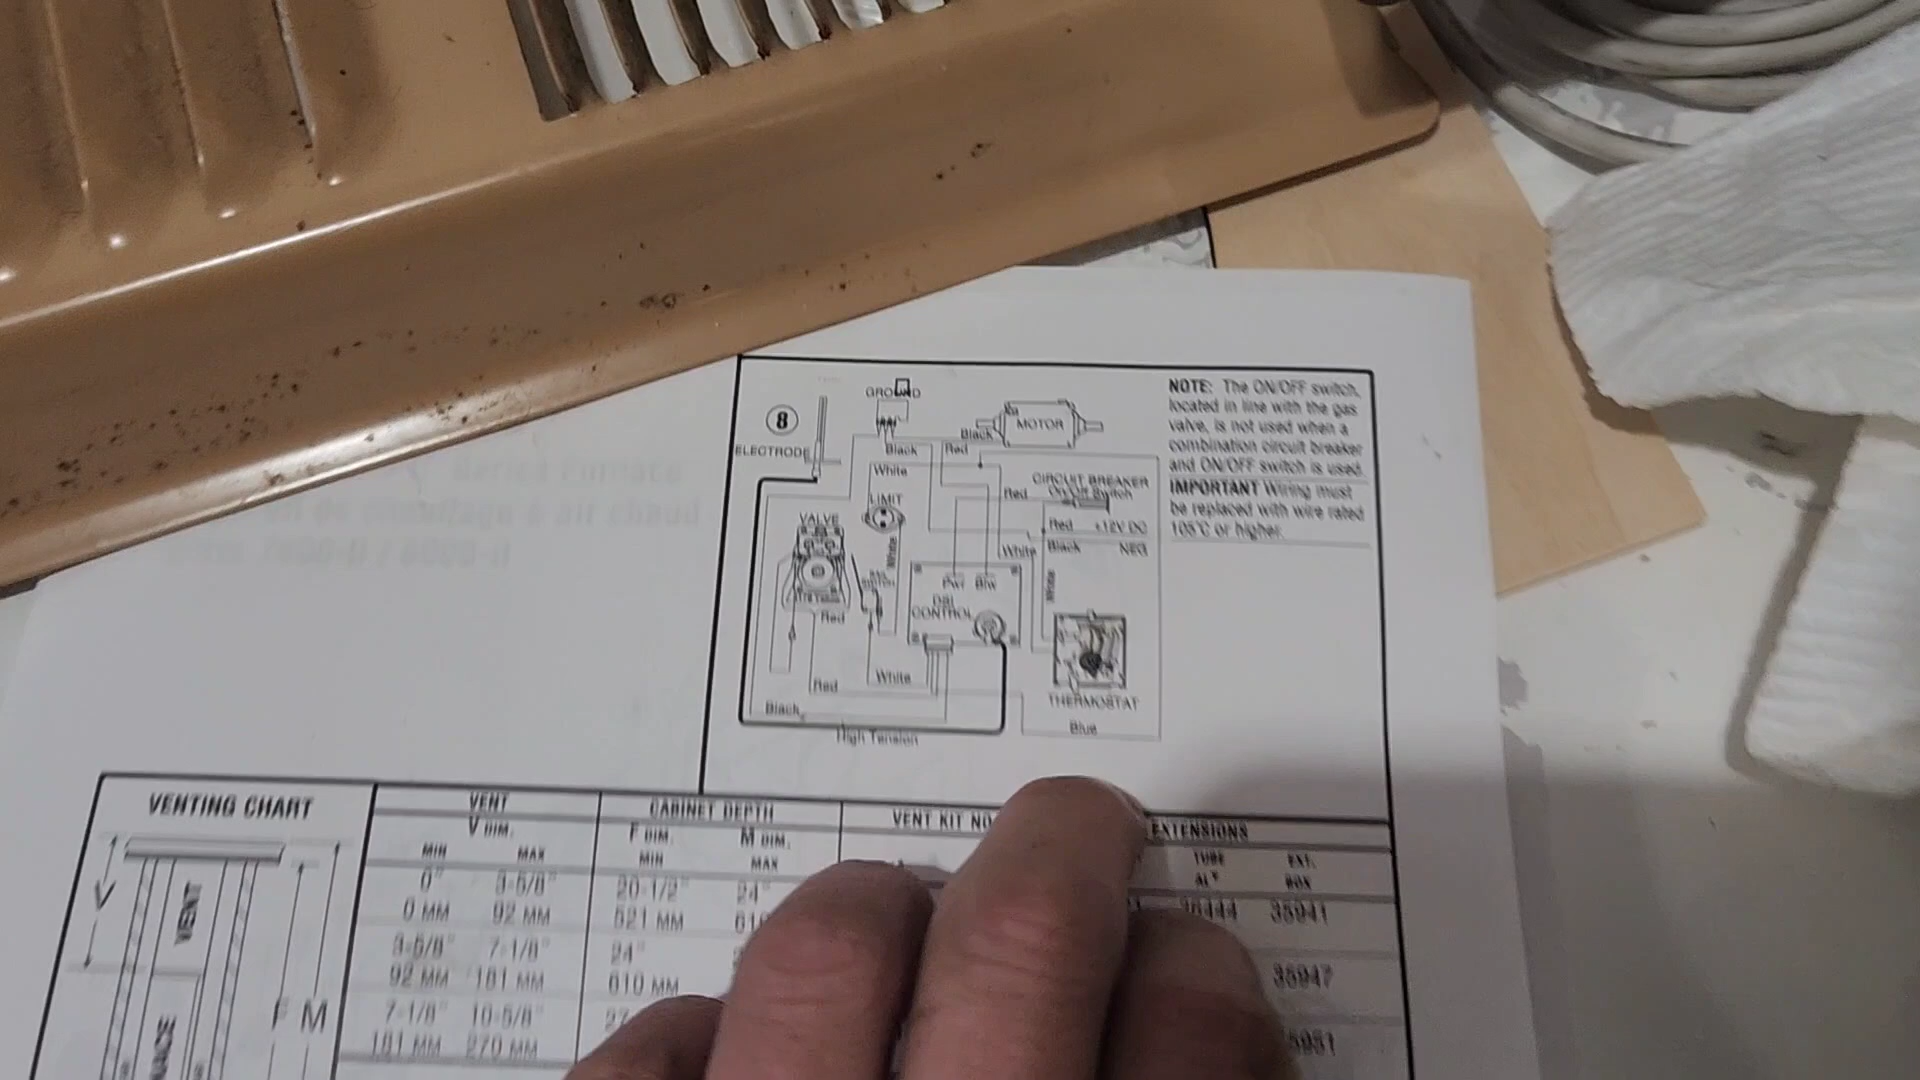 8
GROUND
ELECTRODE
Black
MOTOR
Black
Red
White
CIRCUIT BREAKER
On/Off Switch
Red
LIMIT
VALVE
White
Red
+12V DC
White
Black
NEG
White
Pwr
Blw
DSI
CONTROL
Red
White
Red
Black
High Tension
THERMOSTAT
Blue
NOTE: The ON/OFF switch,
located in line with the gas
valve, is not used when a
combination circuit breaker
and ON/OFF switch is used.
IMPORTANT Wiring must
be replaced with wire rated
105°C or higher.
VENTING CHART
V
VENT
F M
VENT
V DIM.
MIN MAX
0" 3-5/8"
0 MM 92 MM
3-5/8" 7-1/8"
92 MM 181 MM
7-1/8" 10-5/8"
181 MM 270 MM
CABINET DEPTH
F DIM. M DIM.
MIN MAX
20-1/2" 24"
521 MM
24"
610 MM
VENT KIT NO
EXTENSIONS
TUBE EXT.
BOX
35941
35947